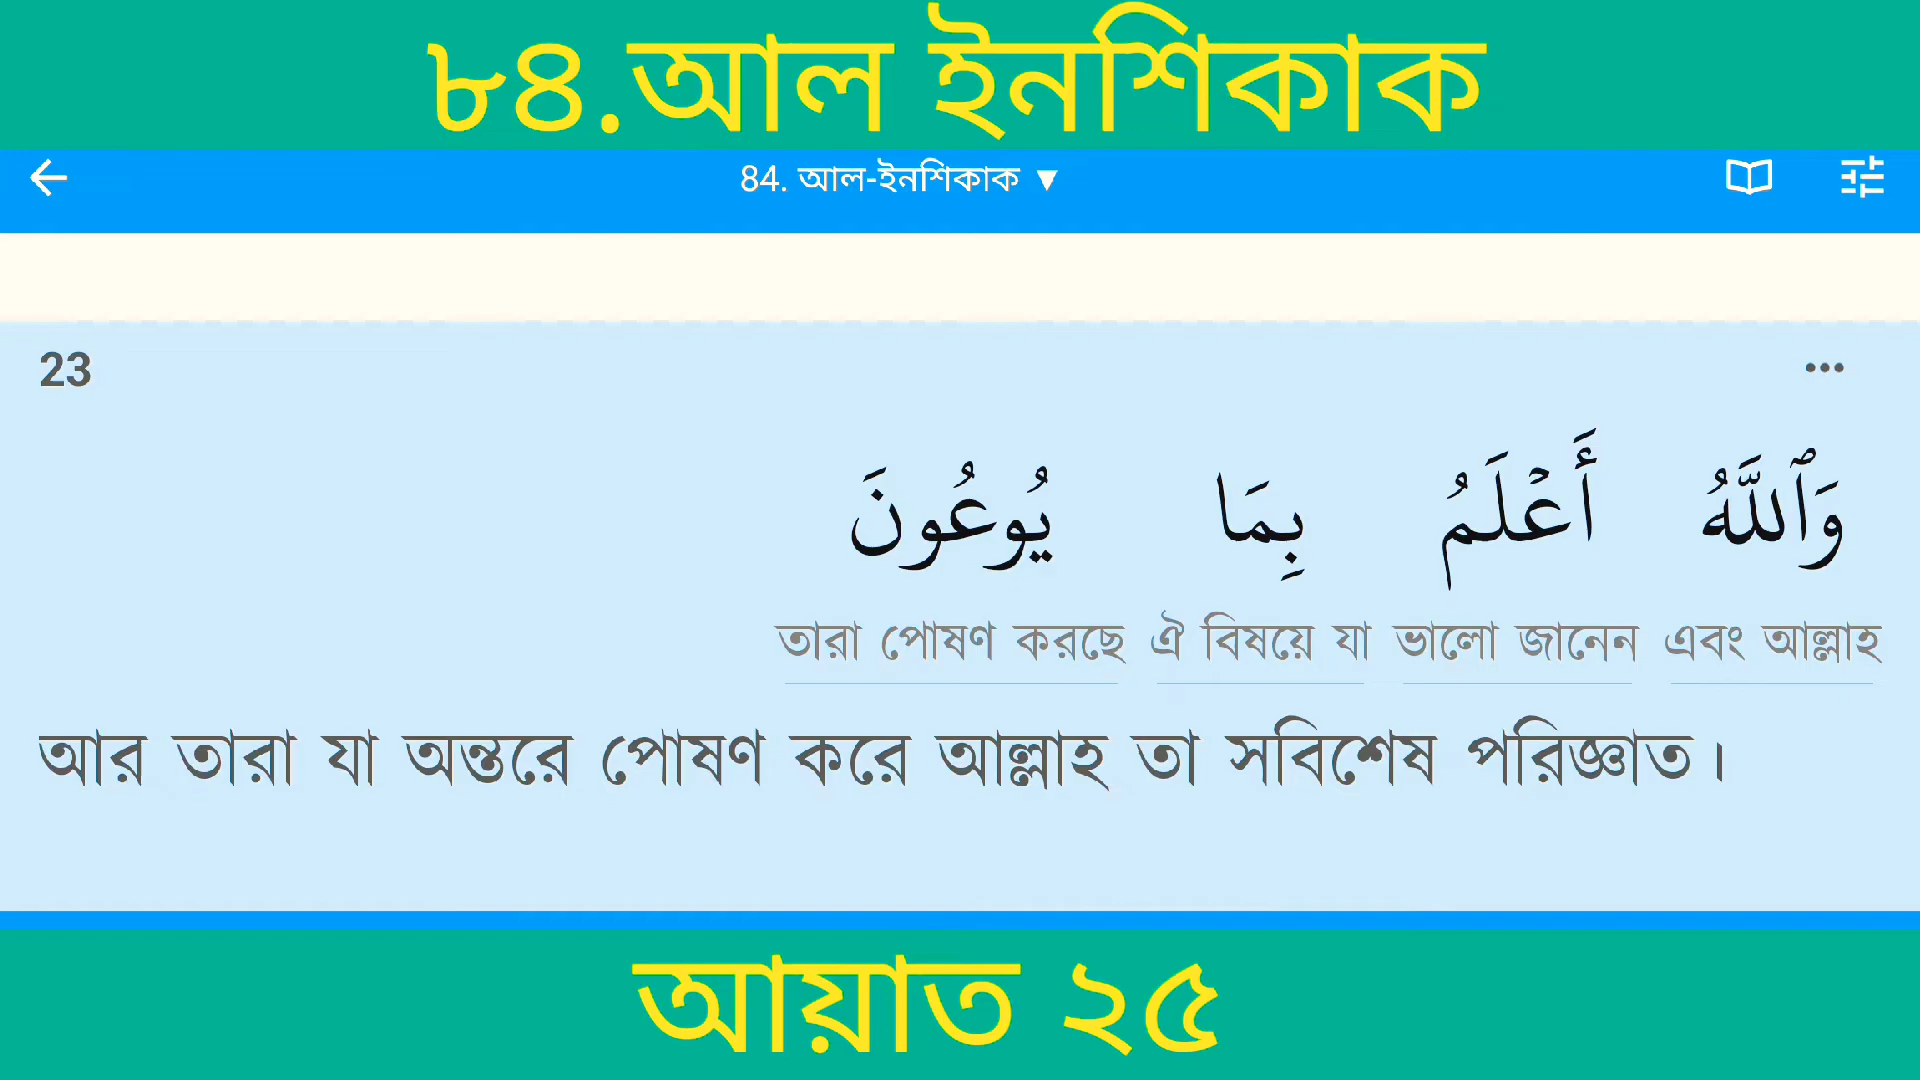 ৮৪.আল ইনশিকাক
84. আল-ইনশিকাক ▼
23
وَٱللَّهُ أَعْلَمُ بِمَا يُوعُونَ
তারা পোষণ করছে ঐ বিষয়ে যা ভালো জানেন এবং আল্লাহ
আর তারা যা অন্তরে পোষণ করে আল্লাহ তা সবিশেষ পরিজ্ঞাত।
আয়াত ২৫